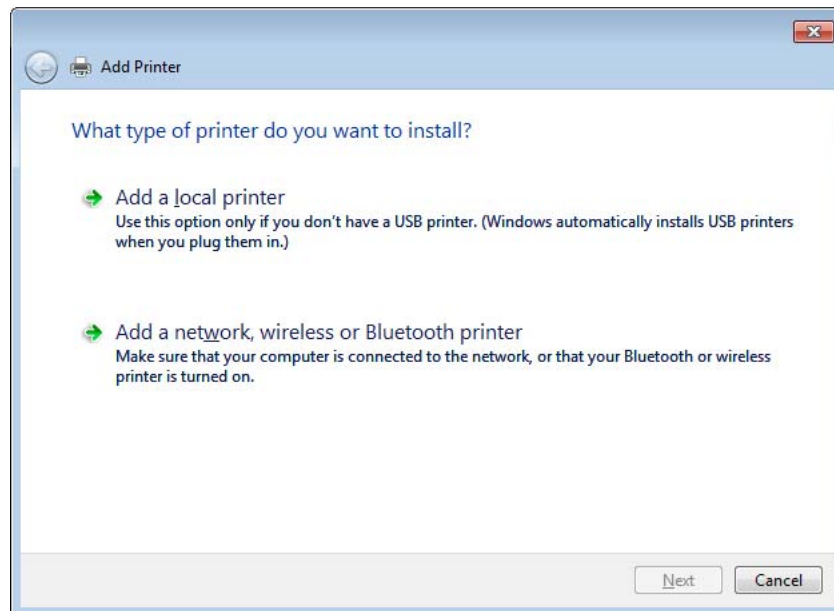 Add Printer
What type of printer do you want to install?
Add a local printer
Use this option only if you don't have a USB printer. (Windows automatically installs USB printers
when you plug them in.)
Add a network, wireless or Bluetooth printer
Make sure that your computer is connected to the network, or that your Bluetooth or wireless
printer is turned on.
Next
Cancel